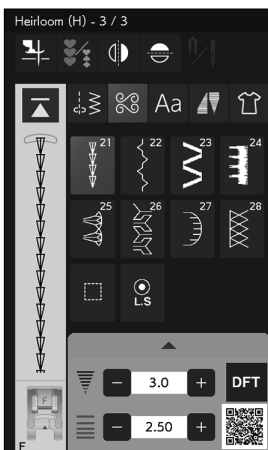 Heirloom (H) - 3 / 3
Aa
21 22 23 24
25 26 27 28
L.S
− 3.0 + DFT
− 2.50 +
F
F